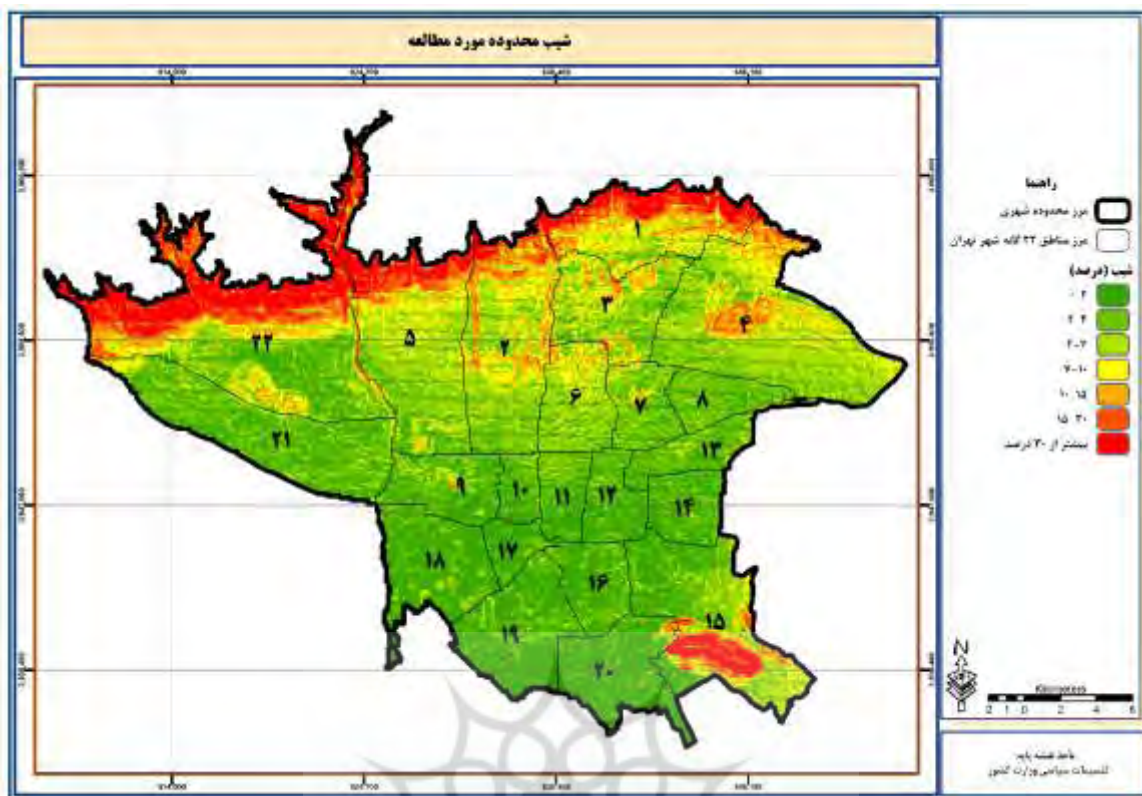 شیب محدوده مورد مطالعه
راهنما
مرز محدوده شهری
مرز مناطق ۲۲ گانه شهر تهران
شیب (درصد)
۰-۲
۲-۴
۴-۷
۷-۱۰
۱۰-۱۵
۱۵-۳۰
بیشتر از ۳۰ درصد
۱
۳
۴
۲
۵
۲۲
۶
۷
۸
۲۱
۱۳
۹
۱۰
۱۱
۱۲
۱۴
۱۷
۱۸
۱۶
۱۵
۱۹
۲۰
N
Kilometers
2 1 0 2 4 6
ماخذ نقشه پایه:
تقسیمات سیاسی وزارت کشور